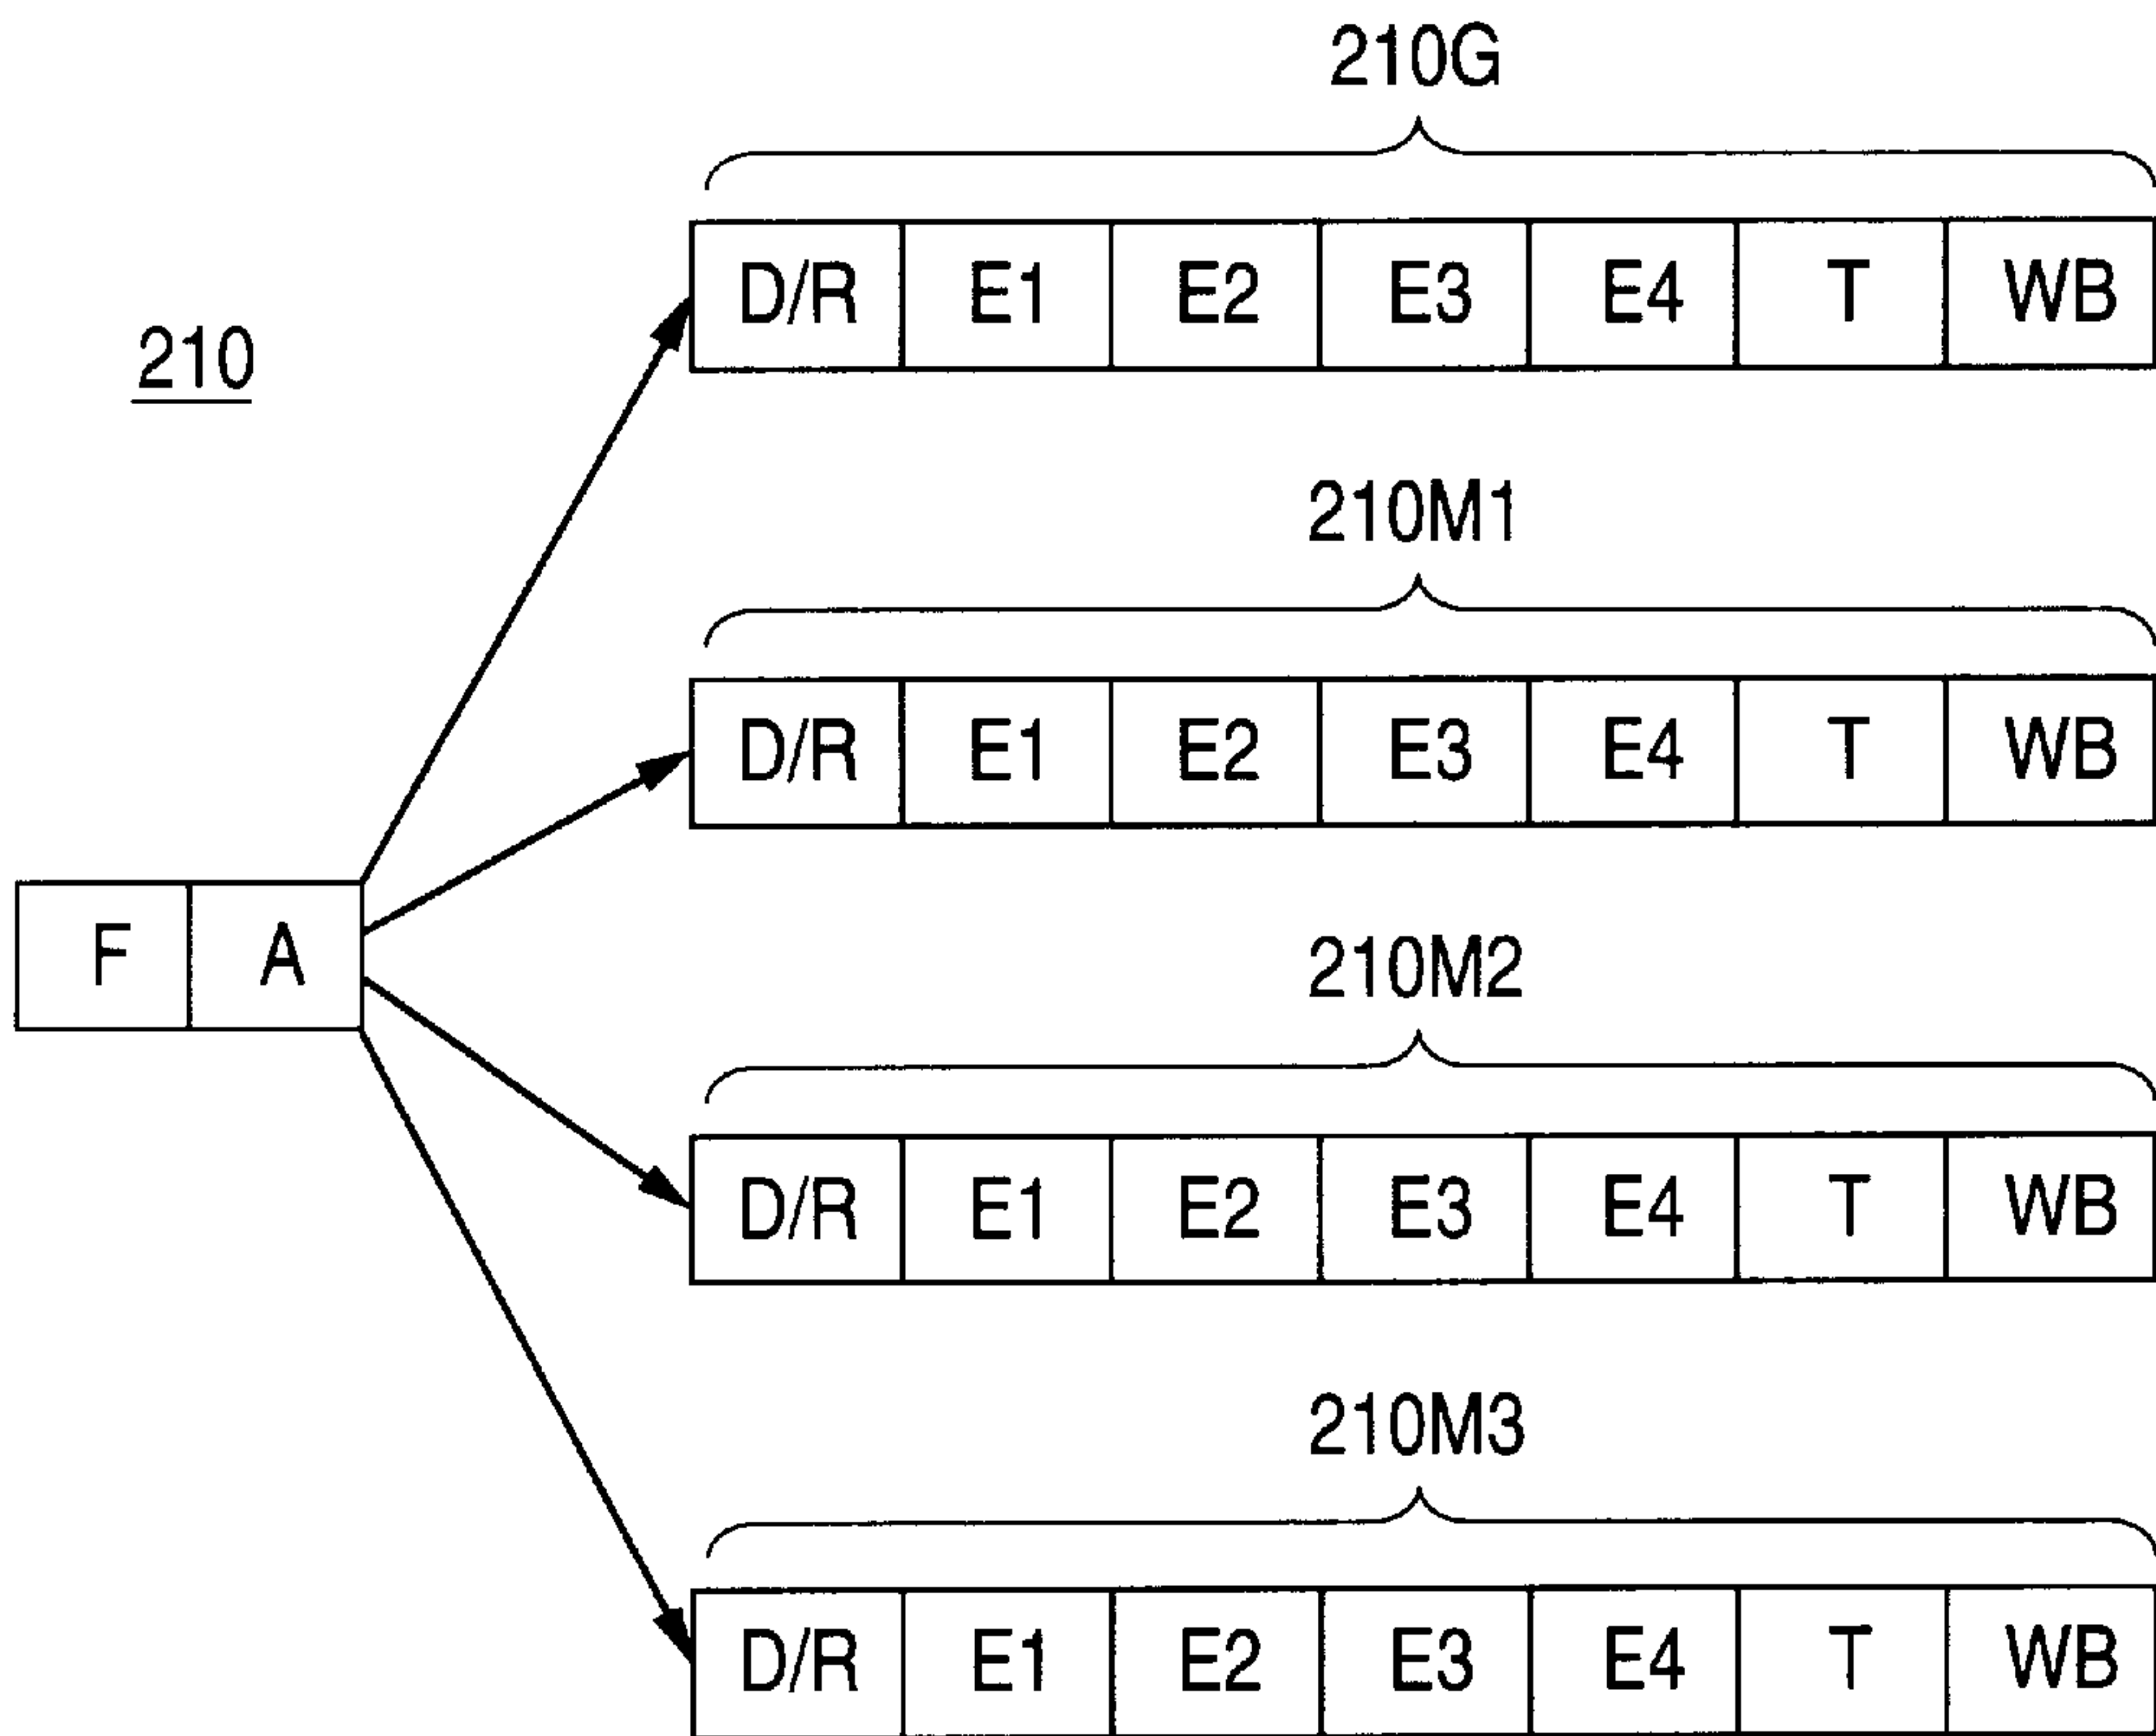 210G
D/R E1 E2 E3 E4 T WB
210
210M1
D/R E1 E2 E3 E4 T WB
F A
210M2
D/R E1 E2 E3 E4 T WB
210M3
D/R E1 E2 E3 E4 T WB